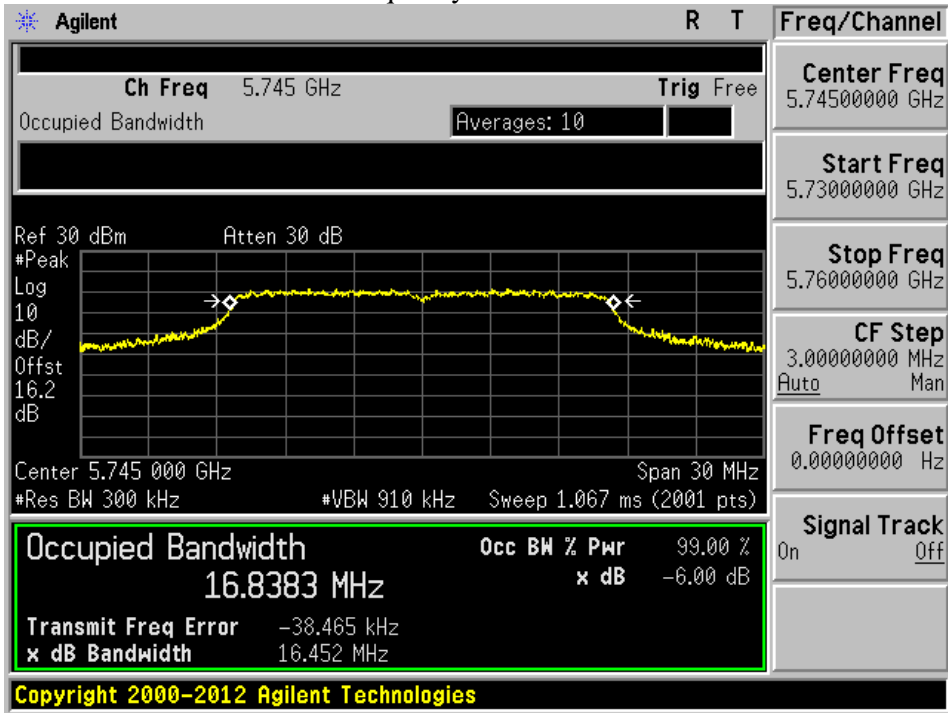 Agilent R T
Ch Freq 5.745 GHz Trig Free
Occupied Bandwidth Averages: 10
Ref 30 dBm Atten 30 dB
#Peak
Log
10
dB/
Offst
16.2
dB
Center 5.745 000 GHz Span 30 MHz
#Res BW 300 kHz #VBW 910 kHz Sweep 1.067 ms (2001 pts)
Occupied Bandwidth Occ BW % Pwr 99.00 %
16.8383 MHz x dB -6.00 dB
Transmit Freq Error -38.465 kHz
x dB Bandwidth 16.452 MHz
Copyright 2000-2012 Agilent Technologies
Freq/Channel
Center Freq
5.74500000 GHz
Start Freq
5.73000000 GHz
Stop Freq
5.76000000 GHz
CF Step
3.00000000 MHz
Auto Man
Freq Offset
0.00000000 Hz
Signal Track
On Off